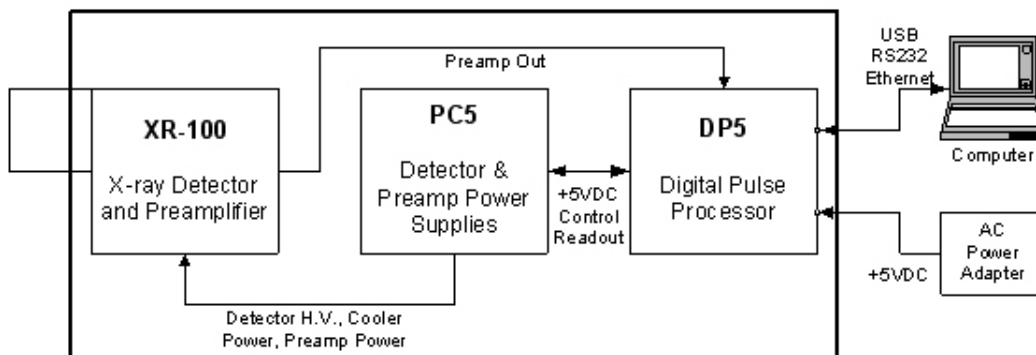 Preamp Out
XR-100
X-ray Detector
and Preamplifier
PC5
Detector &
Preamp Power
Supplies
+5VDC
Control
Readout
DP5
Digital Pulse
Processor
USB
RS232
Ethernet
Computer
AC
Power
Adapter
+5VDC
Detector H.V., Cooler
Power, Preamp Power